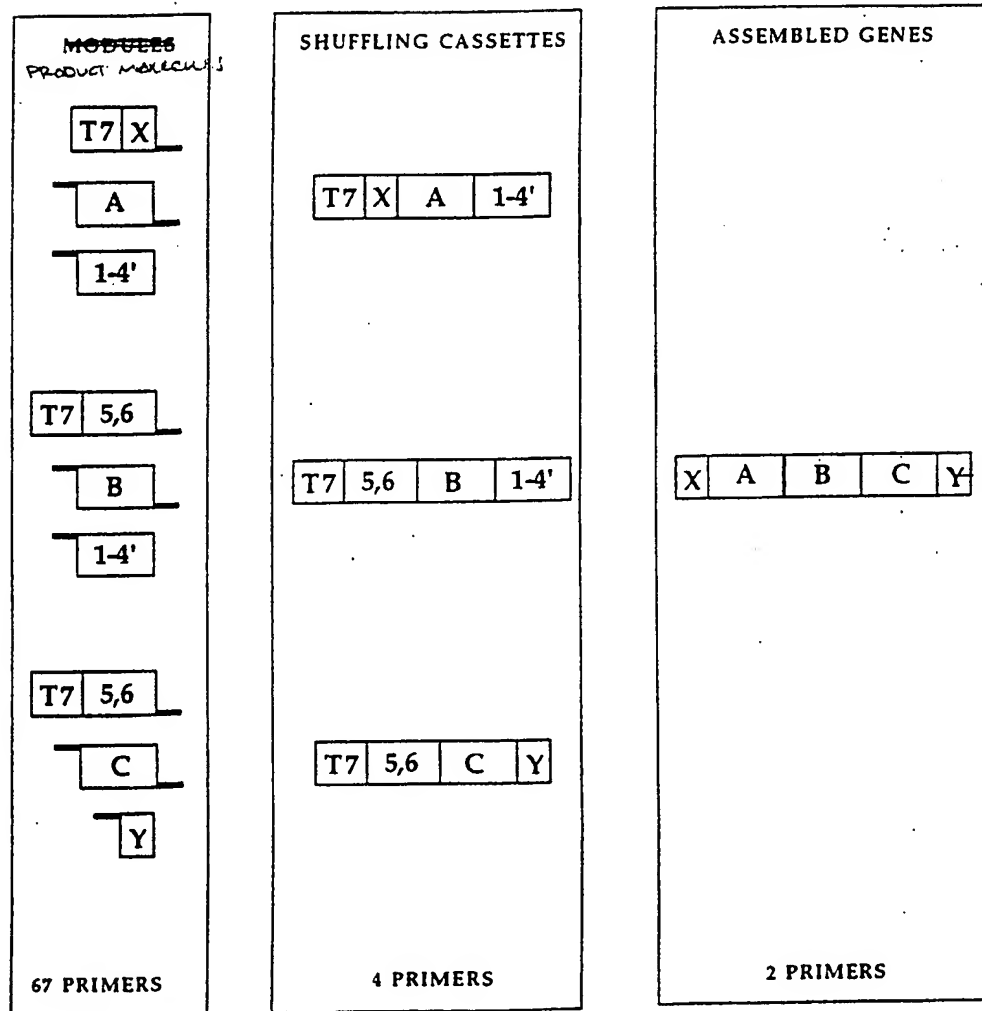 MODULES
PRODUCT MOLECULES
T7 X
A
1-4'
T7 5,6
B
1-4'
T7 5,6
C
Y
67 PRIMERS
SHUFFLING CASSETTES
T7 X A 1-4'
T7 5,6 B 1-4'
T7 5,6 C Y
4 PRIMERS
ASSEMBLED GENES
X A B C Y
2 PRIMERS